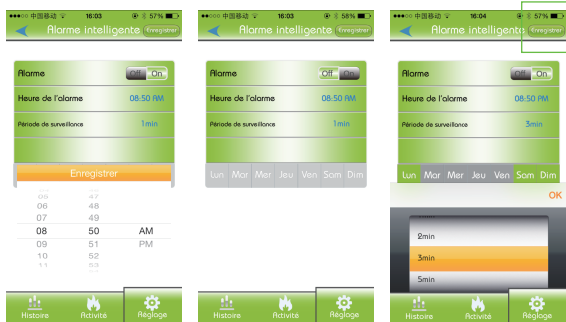 中国移动 16:03 57%
Alarme intelligente Enregistrer
Alarme Off On
Heure de l'alarme 08:50 AM
Période de surveillance 1min
Enregistrer
05 47
06 48
07 49
08 50 AM
09 51 PM
10 52
11 53
Histoire Activité Réglage
中国移动 16:03 58%
Alarme intelligente Enregistrer
Alarme Off On
Heure de l'alarme 08:50 AM
Période de surveillance 1min
Lun Mar Mer Jeu Ven Sam Dim
Histoire Activité Réglage
中国移动 16:04 57%
Alarme intelligente Enregistrer
Alarme Off On
Heure de l'alarme 08:50 AM
Période de surveillance 3min
Lun Mar Mer Jeu Ven Sam Dim
OK
2min
3min
5min
Histoire Activité Réglage